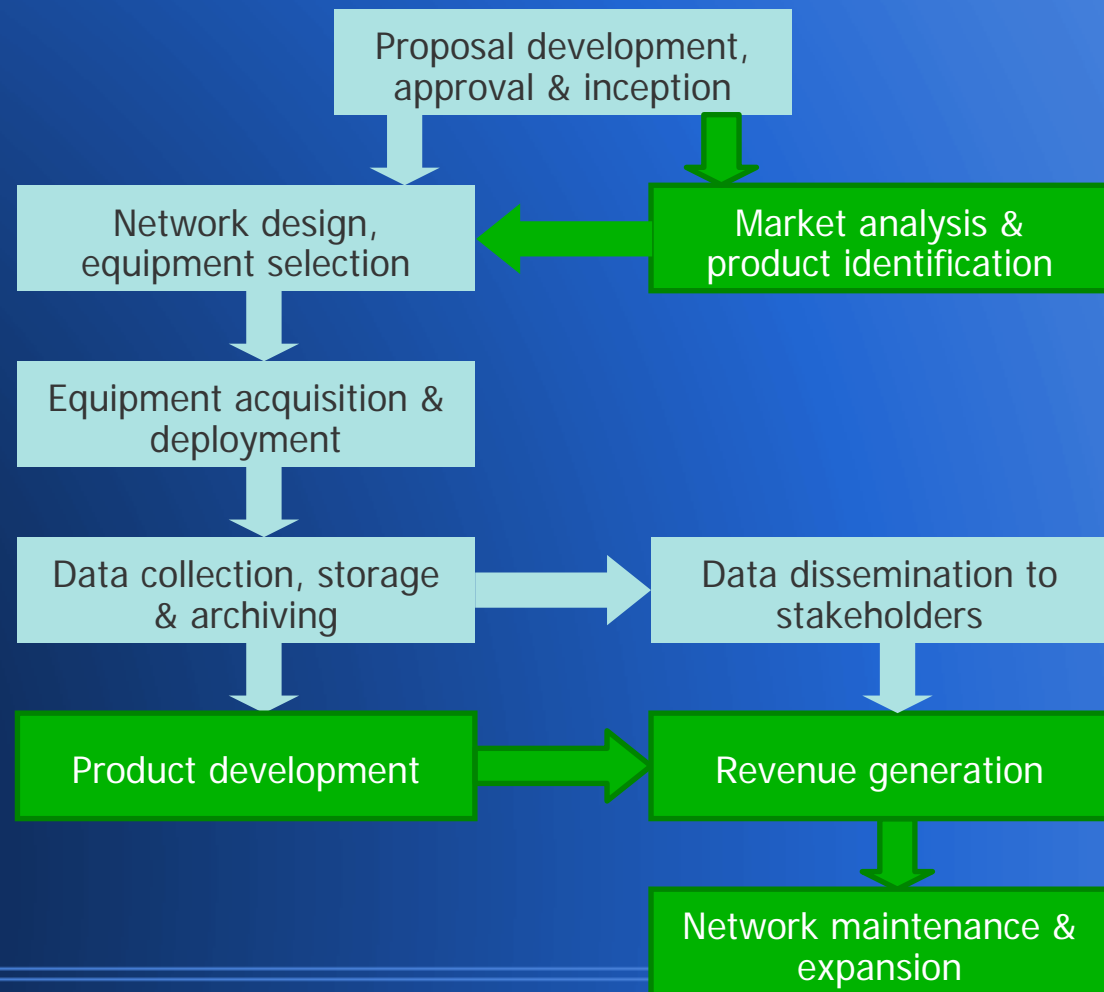 Proposal development,
approval & inception
Network design,
equipment selection
Market analysis &
product identification
Equipment acquisition &
deployment
Data collection, storage
& archiving
Data dissemination to
stakeholders
Product development
Revenue generation
Network maintenance &
expansion